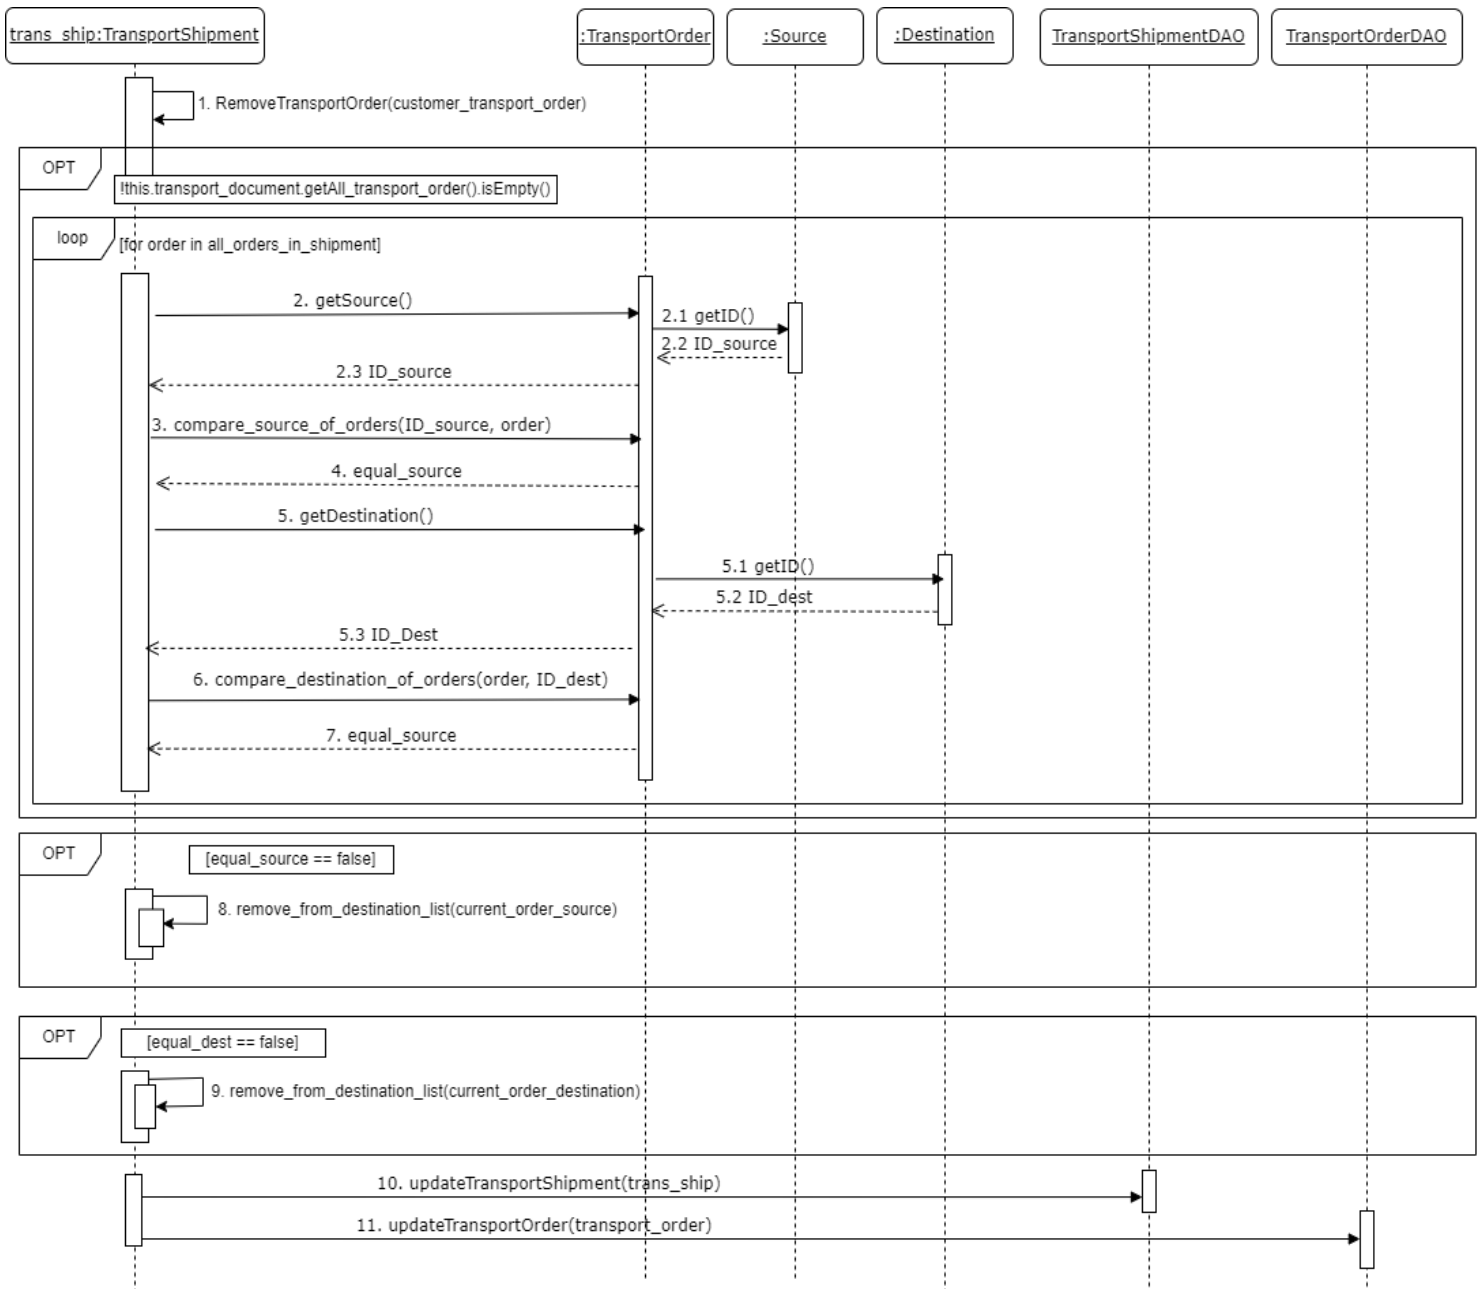 trans_ship:TransportShipment
:TransportOrder
:Source
:Destination
TransportShipmentDAO
TransportOrderDAO
1. RemoveTransportOrder(customer_transport_order)
OPT
!this.transport_document.getAll_transport_order().isEmpty()
loop
[for order in all_orders_in_shipment]
2. getSource()
2.1 getID()
2.2 ID_source
2.3 ID_source
3. compare_source_of_orders(ID_source, order)
4. equal_source
5. getDestination()
5.1 getID()
5.2 ID_dest
5.3 ID_Dest
6. compare_destination_of_orders(order, ID_dest)
7. equal_source
OPT
[equal_source == false]
8. remove_from_destination_list(current_order_source)
OPT
[equal_dest == false]
9. remove_from_destination_list(current_order_destination)
10. updateTransportShipment(trans_ship)
11. updateTransportOrder(transport_order)